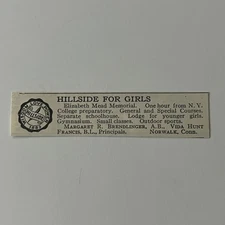 HILLSIDE FOR GIRLS
Elizabeth Mead Memorial. One hour from N. Y.
College preparatory. General and Special Courses.
Separate schoolhouse. Lodge for younger girls.
Gymnasium. Small classes. Outdoor sports.
MARGARET R. BRENDLINGER, A.B., VIDA HUNT
FRANCIS, B.L., Principals. NORWALK, Conn.